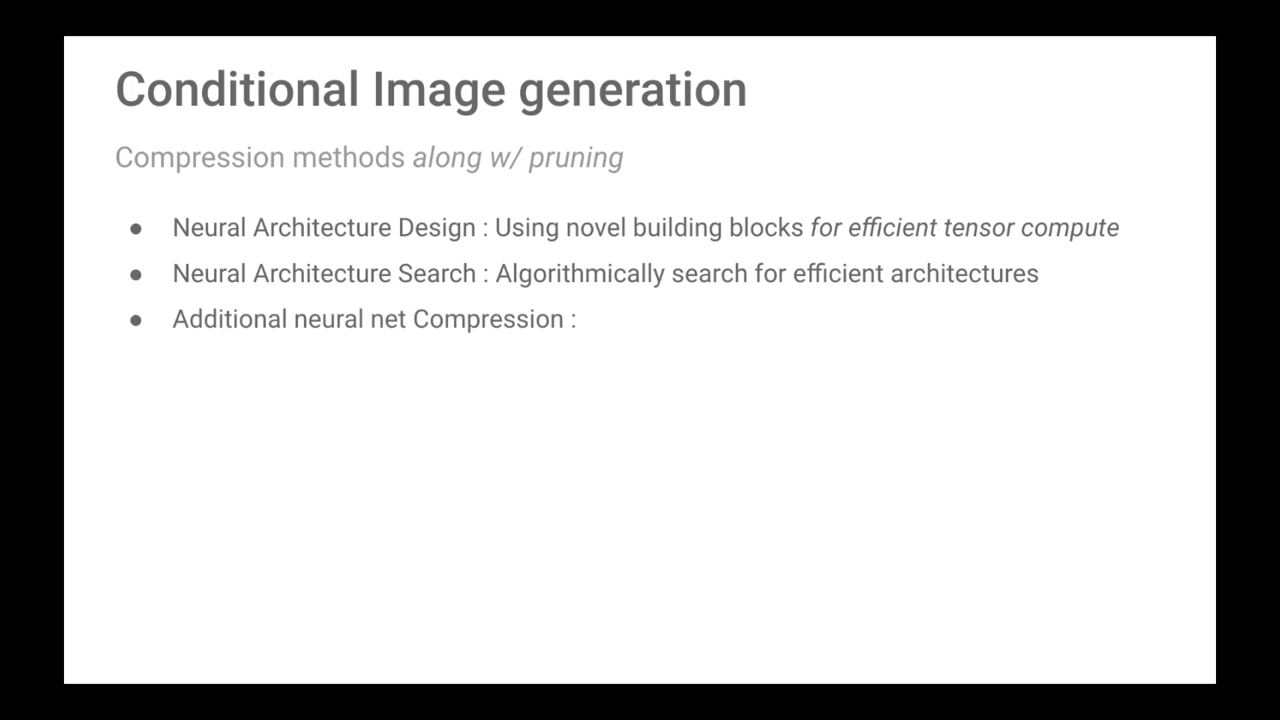 Conditional Image generation
Compression methods along w/ pruning
● Neural Architecture Design : Using novel building blocks for efficient tensor compute
● Neural Architecture Search : Algorithmically search for efficient architectures
● Additional neural net Compression :